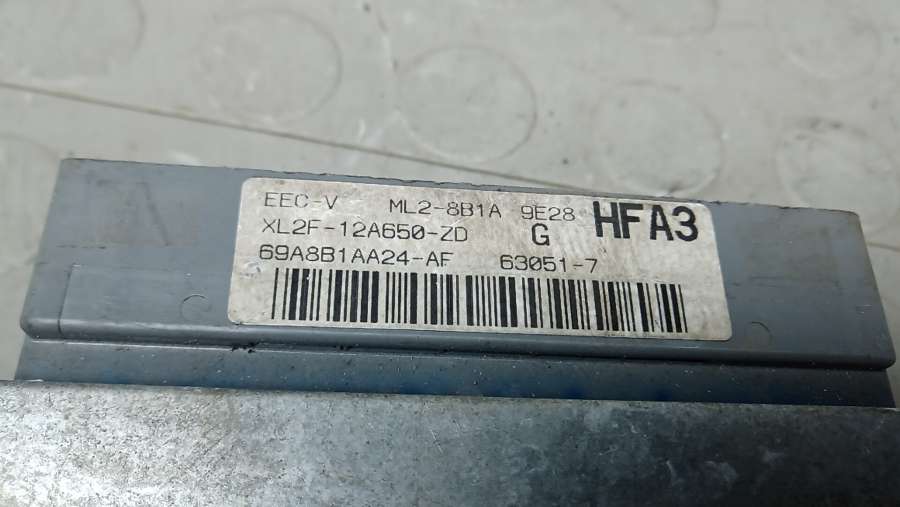 EEC-V ML2-8B1A 9E28 HFA3
XL2F-12A650-ZD G
69A8B1AA24-AF 63051-7